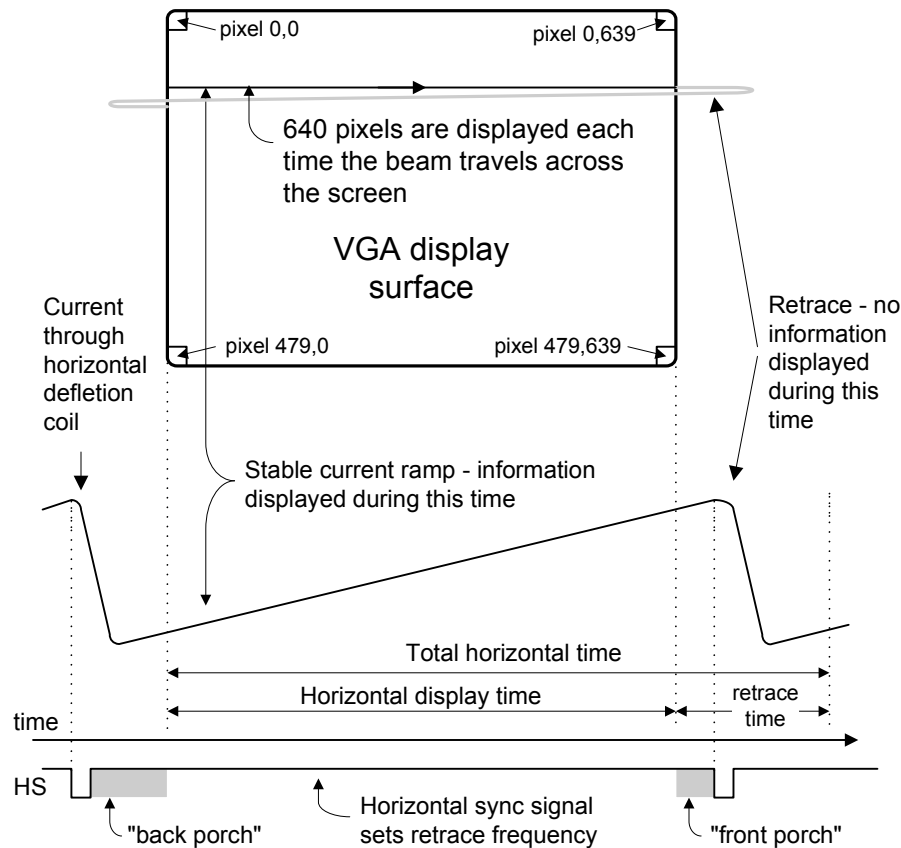 pixel 0,0
pixel 0,639
640 pixels are displayed each
time the beam travels across
the screen
VGA display
surface
Current
through
horizontal
defletion
coil
Retrace - no
information
displayed
during this
time
pixel 479,0
pixel 479,639
Stable current ramp - information
displayed during this time
Total horizontal time
Horizontal display time
retrace
time
time
HS
"back porch"
Horizontal sync signal
sets retrace frequency
"front porch"